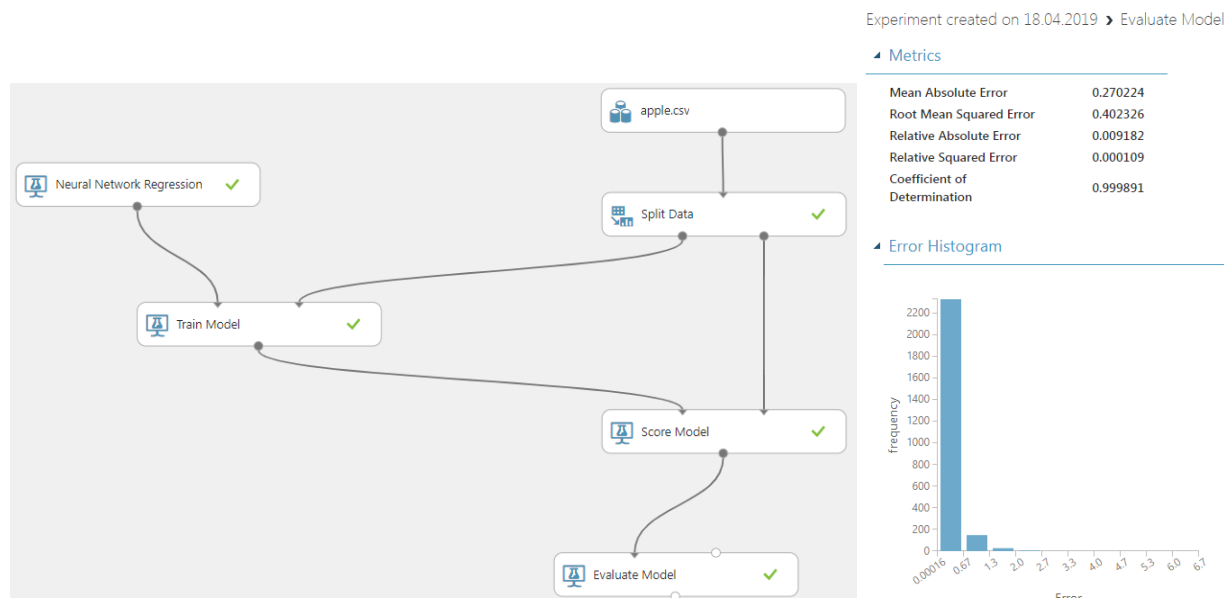 Experiment created on 18.04.2019 › Evaluate Model
Metrics
Mean Absolute Error 0.270224
Root Mean Squared Error 0.402326
Relative Absolute Error 0.009182
Relative Squared Error 0.000109
Coefficient of
Determination 0.999891
apple.csv
Neural Network Regression
Split Data
Train Model
Score Model
Evaluate Model
Error Histogram
frequency
2200
2000
1800
1600
1400
1200
1000
800
600
400
200
0
0.00016 0.67 1.3 2.0 2.7 3.3 4.0 4.7 5.3 6.0 6.7
Error